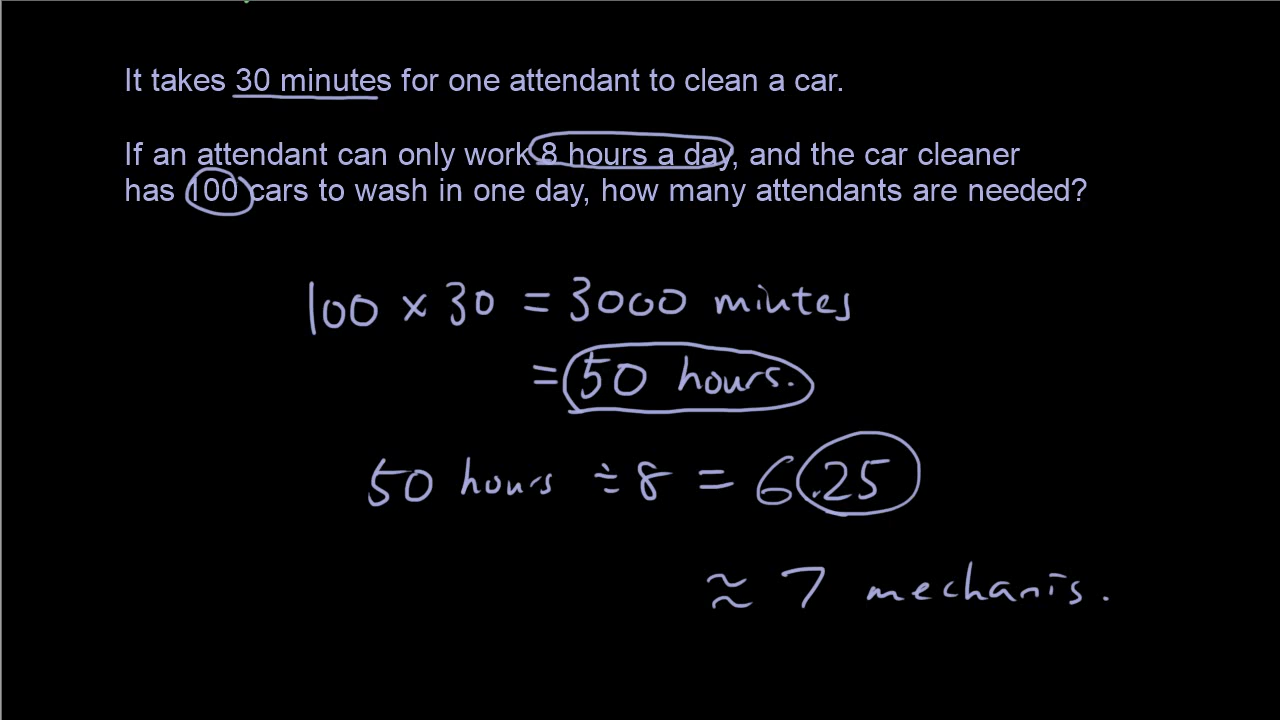 It takes 30 minutes for one attendant to clean a car.
If an attendant can only work 8 hours a day, and the car cleaner
has 100 cars to wash in one day, how many attendants are needed?
100 × 30 = 3000 miutes
= 50 hours.
50 hours ÷ 8 = 6.25
≈ 7 mechanis.